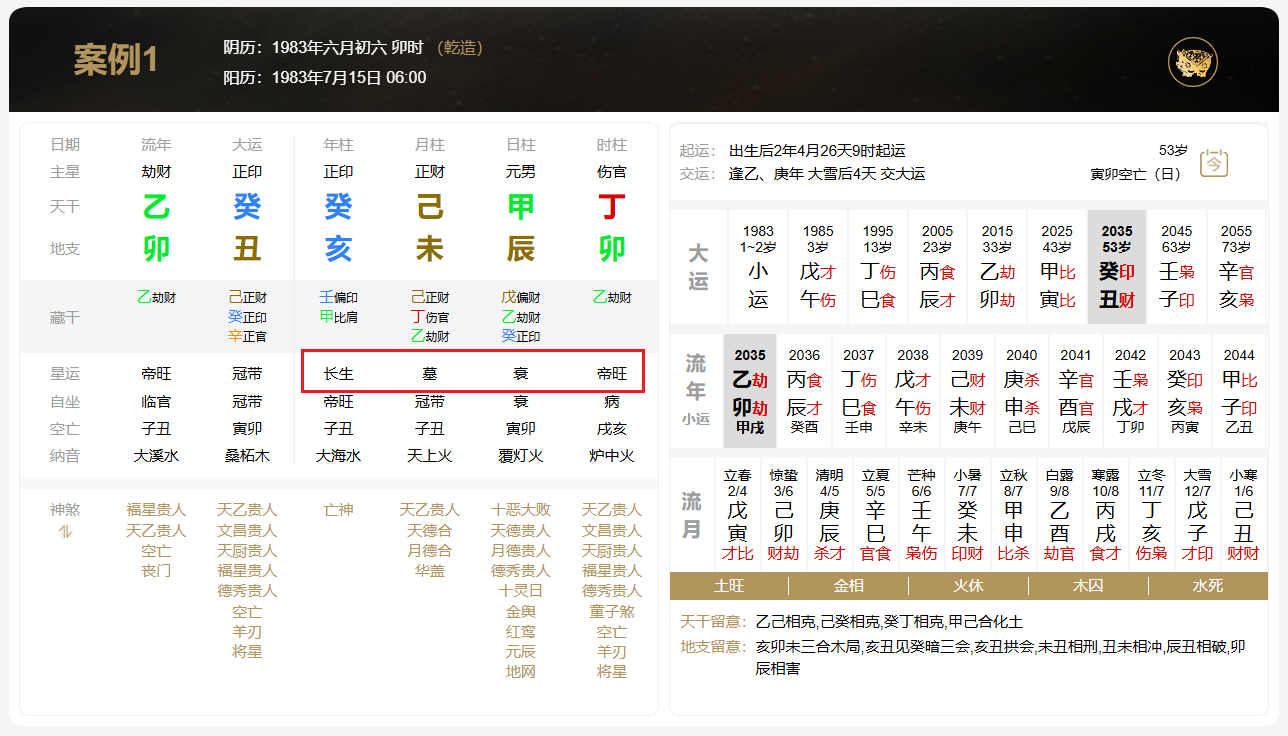 案例1
阴历：1983年六月初六 卯时 （乾造）
阳历：1983年7月15日 06:00
日期 流年 大运 年柱 月柱 日柱 时柱
主星 劫财 正印 正印 正财 元男 伤官
天干 乙 癸 癸 己 甲 丁
地支 卯 丑 亥 未 辰 卯
藏干 乙劫财 己正财 壬偏印 己正财 戊偏财 乙劫财
癸正印 甲比肩 丁伤官 乙劫财
辛正官 乙劫财 癸正印
星运 帝旺 冠带 长生 墓 衰 帝旺
自坐 临官 冠带 帝旺 冠带 衰 病
空亡 子丑 寅卯 子丑 子丑 寅卯 戌亥
纳音 大溪水 桑柘木 大海水 天上火 覆灯火 炉中火
神煞 福星贵人 天乙贵人 亡神 天乙贵人 十恶大败 天乙贵人
天乙贵人 文昌贵人 天德合 天德贵人 文昌贵人
空亡 天厨贵人 月德合 月德贵人 天厨贵人
丧门 福星贵人 华盖 德秀贵人 福星贵人
德秀贵人 十灵日 德秀贵人
空亡 金舆 童子煞
羊刃 红鸾 空亡
将星 元辰 羊刃
地网 将星
起运： 出生后2年4月26天9时起运 53岁
今
交运： 逢乙、庚年 大雪后4天 交大运 寅卯空亡（日）
大运
1983 1985 1995 2005 2015 2025 2035 2045 2055
1~2岁 3岁 13岁 23岁 33岁 43岁 53岁 63岁 73岁
小 戊才 丁伤 丙食 乙劫 甲比 癸印 壬枭 辛官
运 午伤 巳食 辰才 卯劫 寅比 丑财 子印 亥枭
流年
小运
2035 2036 2037 2038 2039 2040 2041 2042 2043 2044
乙劫 丙食 丁伤 戊才 己财 庚杀 辛官 壬枭 癸印 甲比
卯劫 辰才 巳食 午伤 未财 申杀 酉官 戌才 亥枭 子印
甲戌 癸酉 壬申 辛未 庚午 己巳 戊辰 丁卯 丙寅 乙丑
流月
立春 惊蛰 清明 立夏 芒种 小暑 立秋 白露 寒露 立冬 大雪 小寒
2/4 3/6 4/5 5/5 6/6 7/7 8/7 9/8 10/8 11/7 12/7 1/6
戊 己 庚 辛 壬 癸 甲 乙 丙 丁 戊 己
寅 卯 辰 巳 午 未 申 酉 戌 亥 子 丑
才比 财劫 杀才 官食 枭伤 印财 比杀 劫官 食才 伤枭 才印 财财
土旺 金相 火休 木囚 水死
天干留意： 乙己相克,己癸相克,癸丁相克,甲己合化土
地支留意： 亥卯未三合木局,亥丑见癸暗三会,亥丑拱会,未丑相刑,丑未相冲,辰丑相破,卯
辰相害